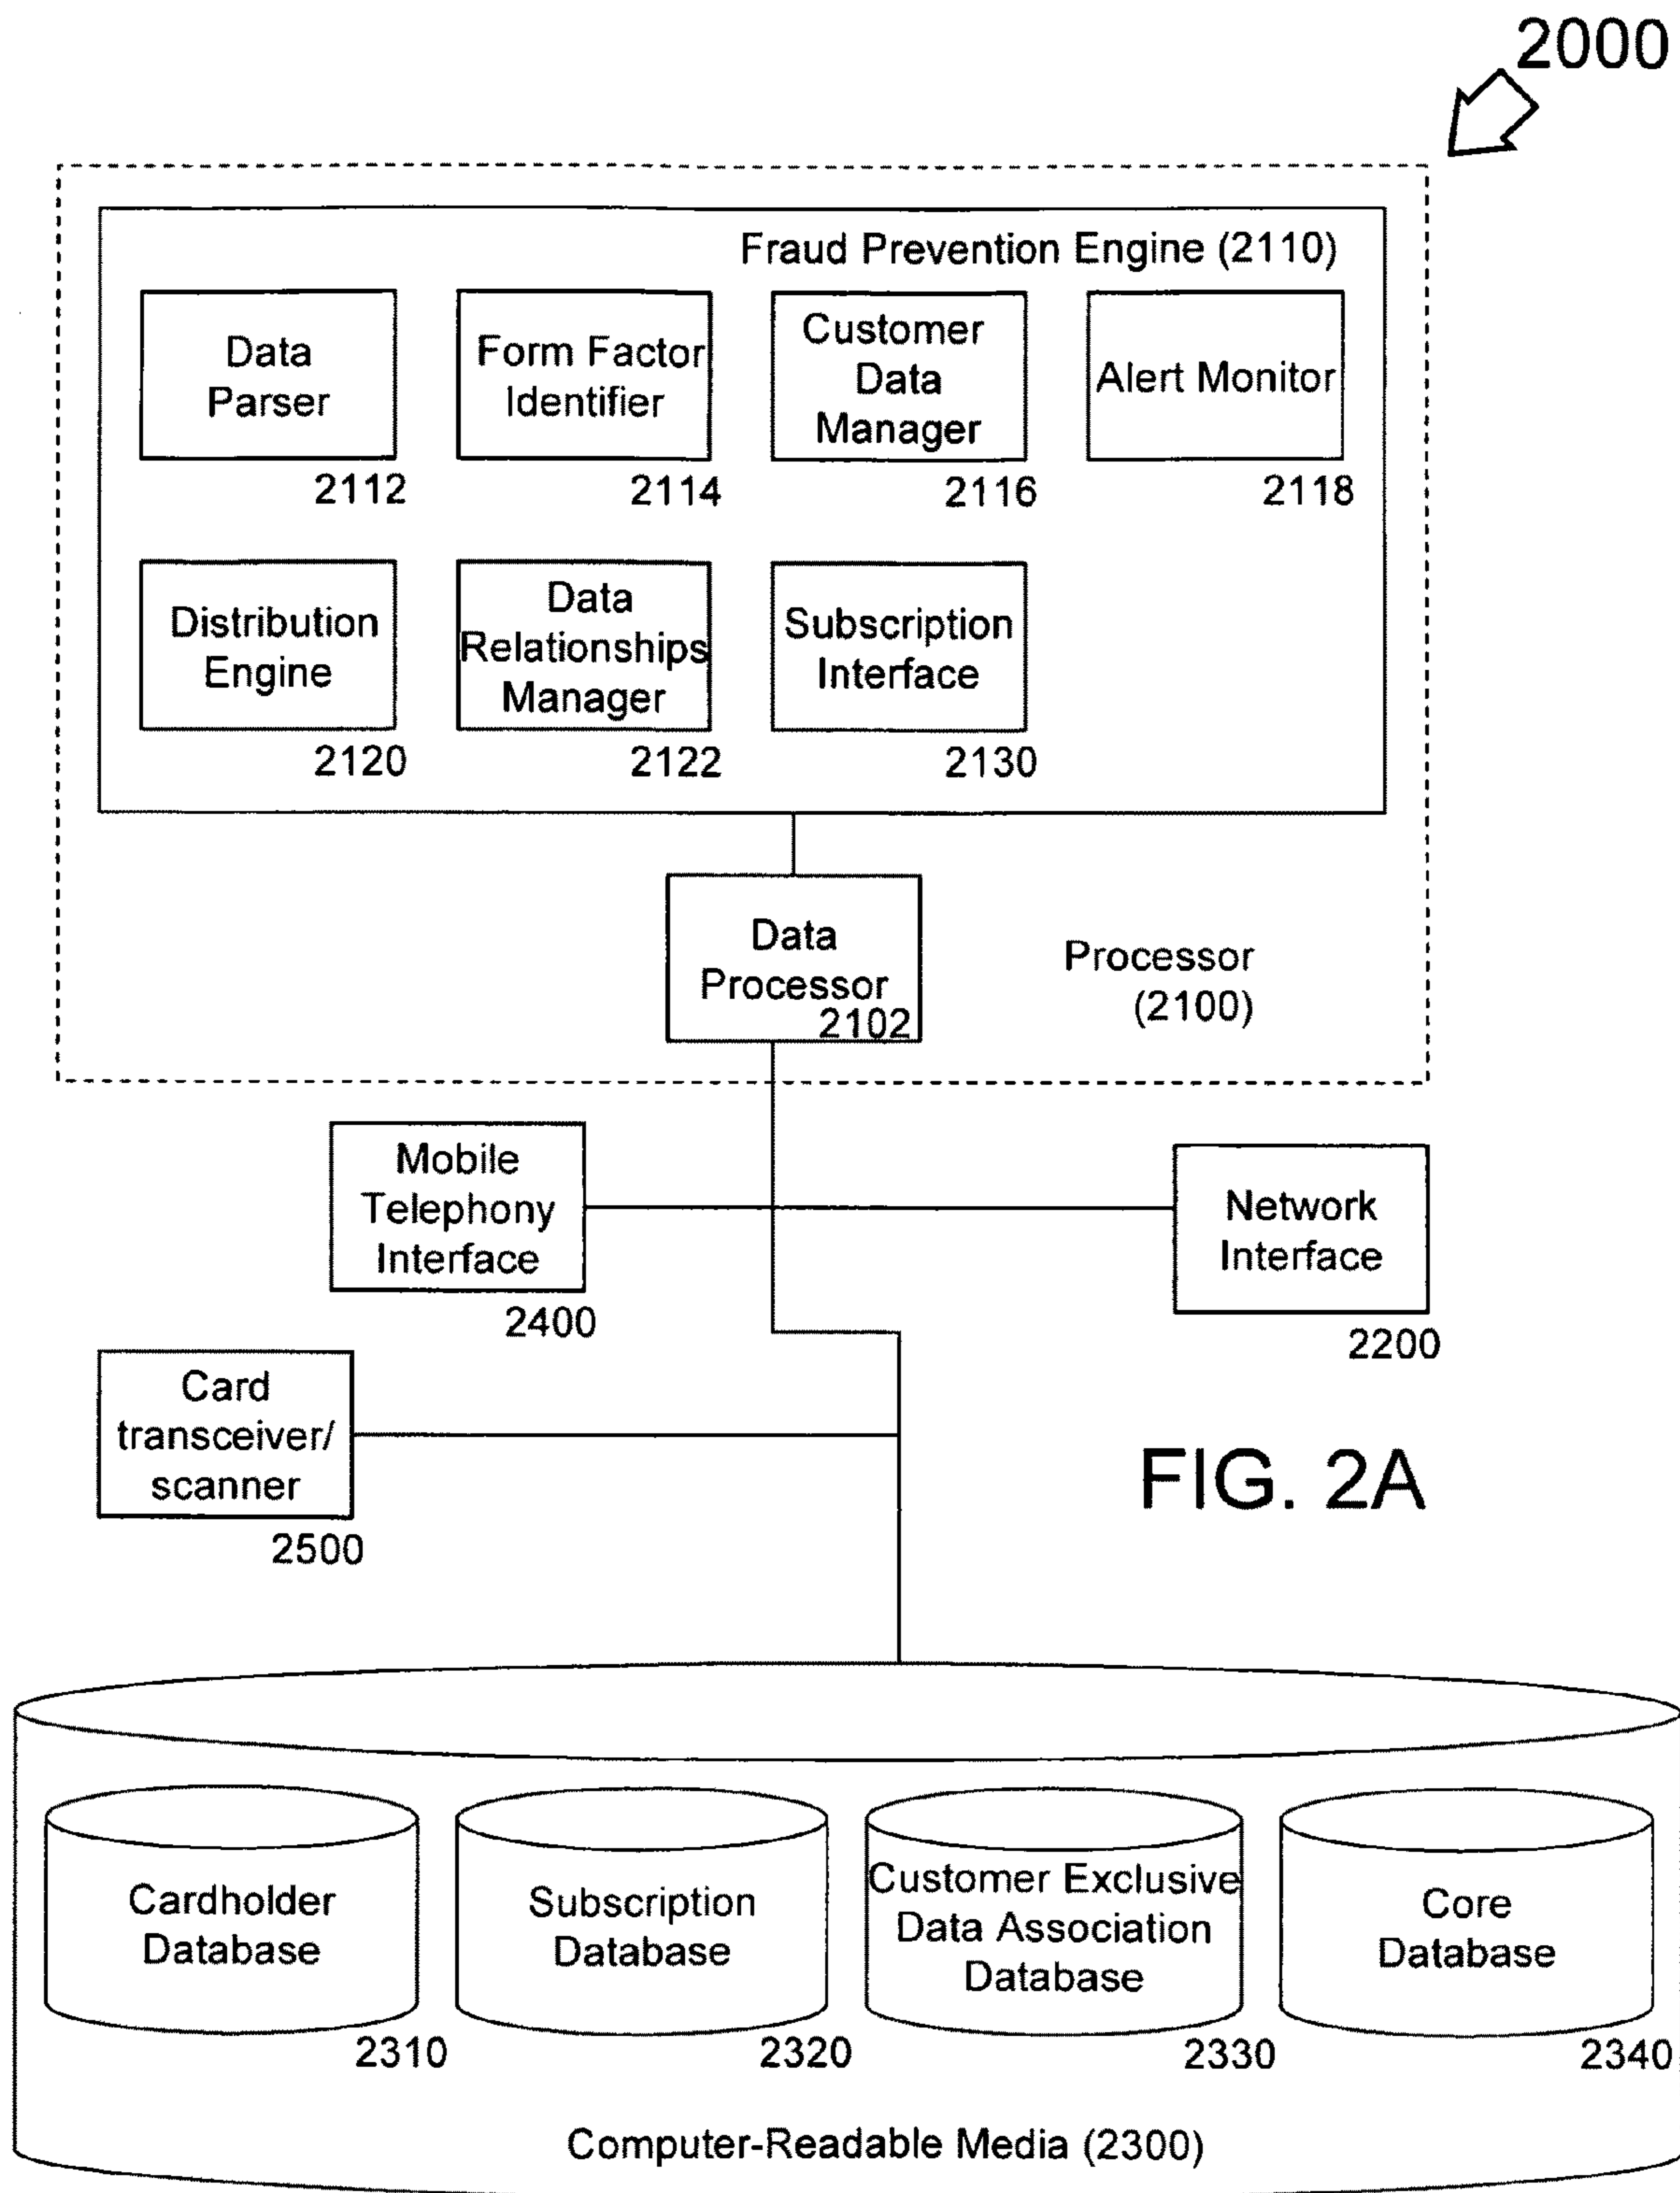 2000
Fraud Prevention Engine (2110)
Data
Parser
2112
Form Factor
Identifier
2114
Customer
Data
Manager
2116
Alert Monitor
2118
Distribution
Engine
2120
Data
Relationships
Manager
2122
Subscription
Interface
2130
Data
Processor
2102
Processor
(2100)
Mobile
Telephony
Interface
2400
Network
Interface
2200
Card
transceiver/
scanner
2500
FIG. 2A
Cardholder
Database
2310
Subscription
Database
2320
Customer Exclusive
Data Association
Database
2330
Core
Database
2340
Computer-Readable Media (2300)